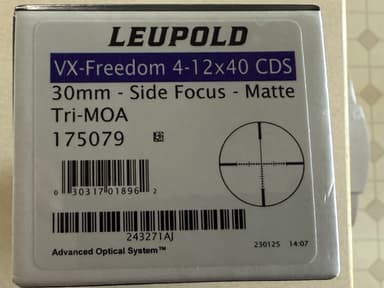 LEUPOLD
VX-Freedom 4-12x40 CDS
30mm - Side Focus - Matte
Tri-MOA
175079
0 30317 01896 2
243271AJ
Advanced Optical System™
230125 14:07